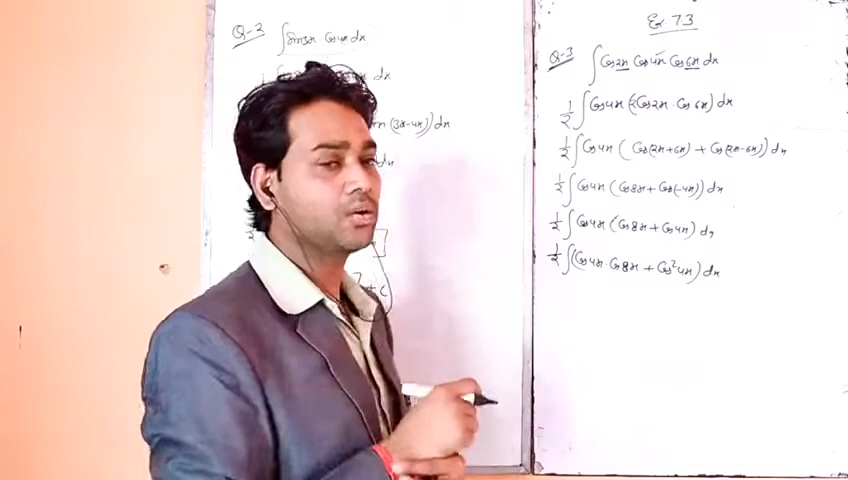 Q-2 ∫ sin3x cos4x dx
dx
(3x-4x)) dx
dx
+ c
Ex 7.3
Q-3 ∫ cos2x cos4x cos6x dx
1/2 ∫ cos4x (2cos2x · cos6x) dx
1/2 ∫ cos4x ( cos(2x+6x) + cos(2x-6x)) dx
1/2 ∫ cos4x ( cos8x + cos(-4x)) dx
1/2 ∫ cos4x ( cos8x + cos4x) dx
1/2 ∫ (cos4x · cos8x + cos²4x) dx